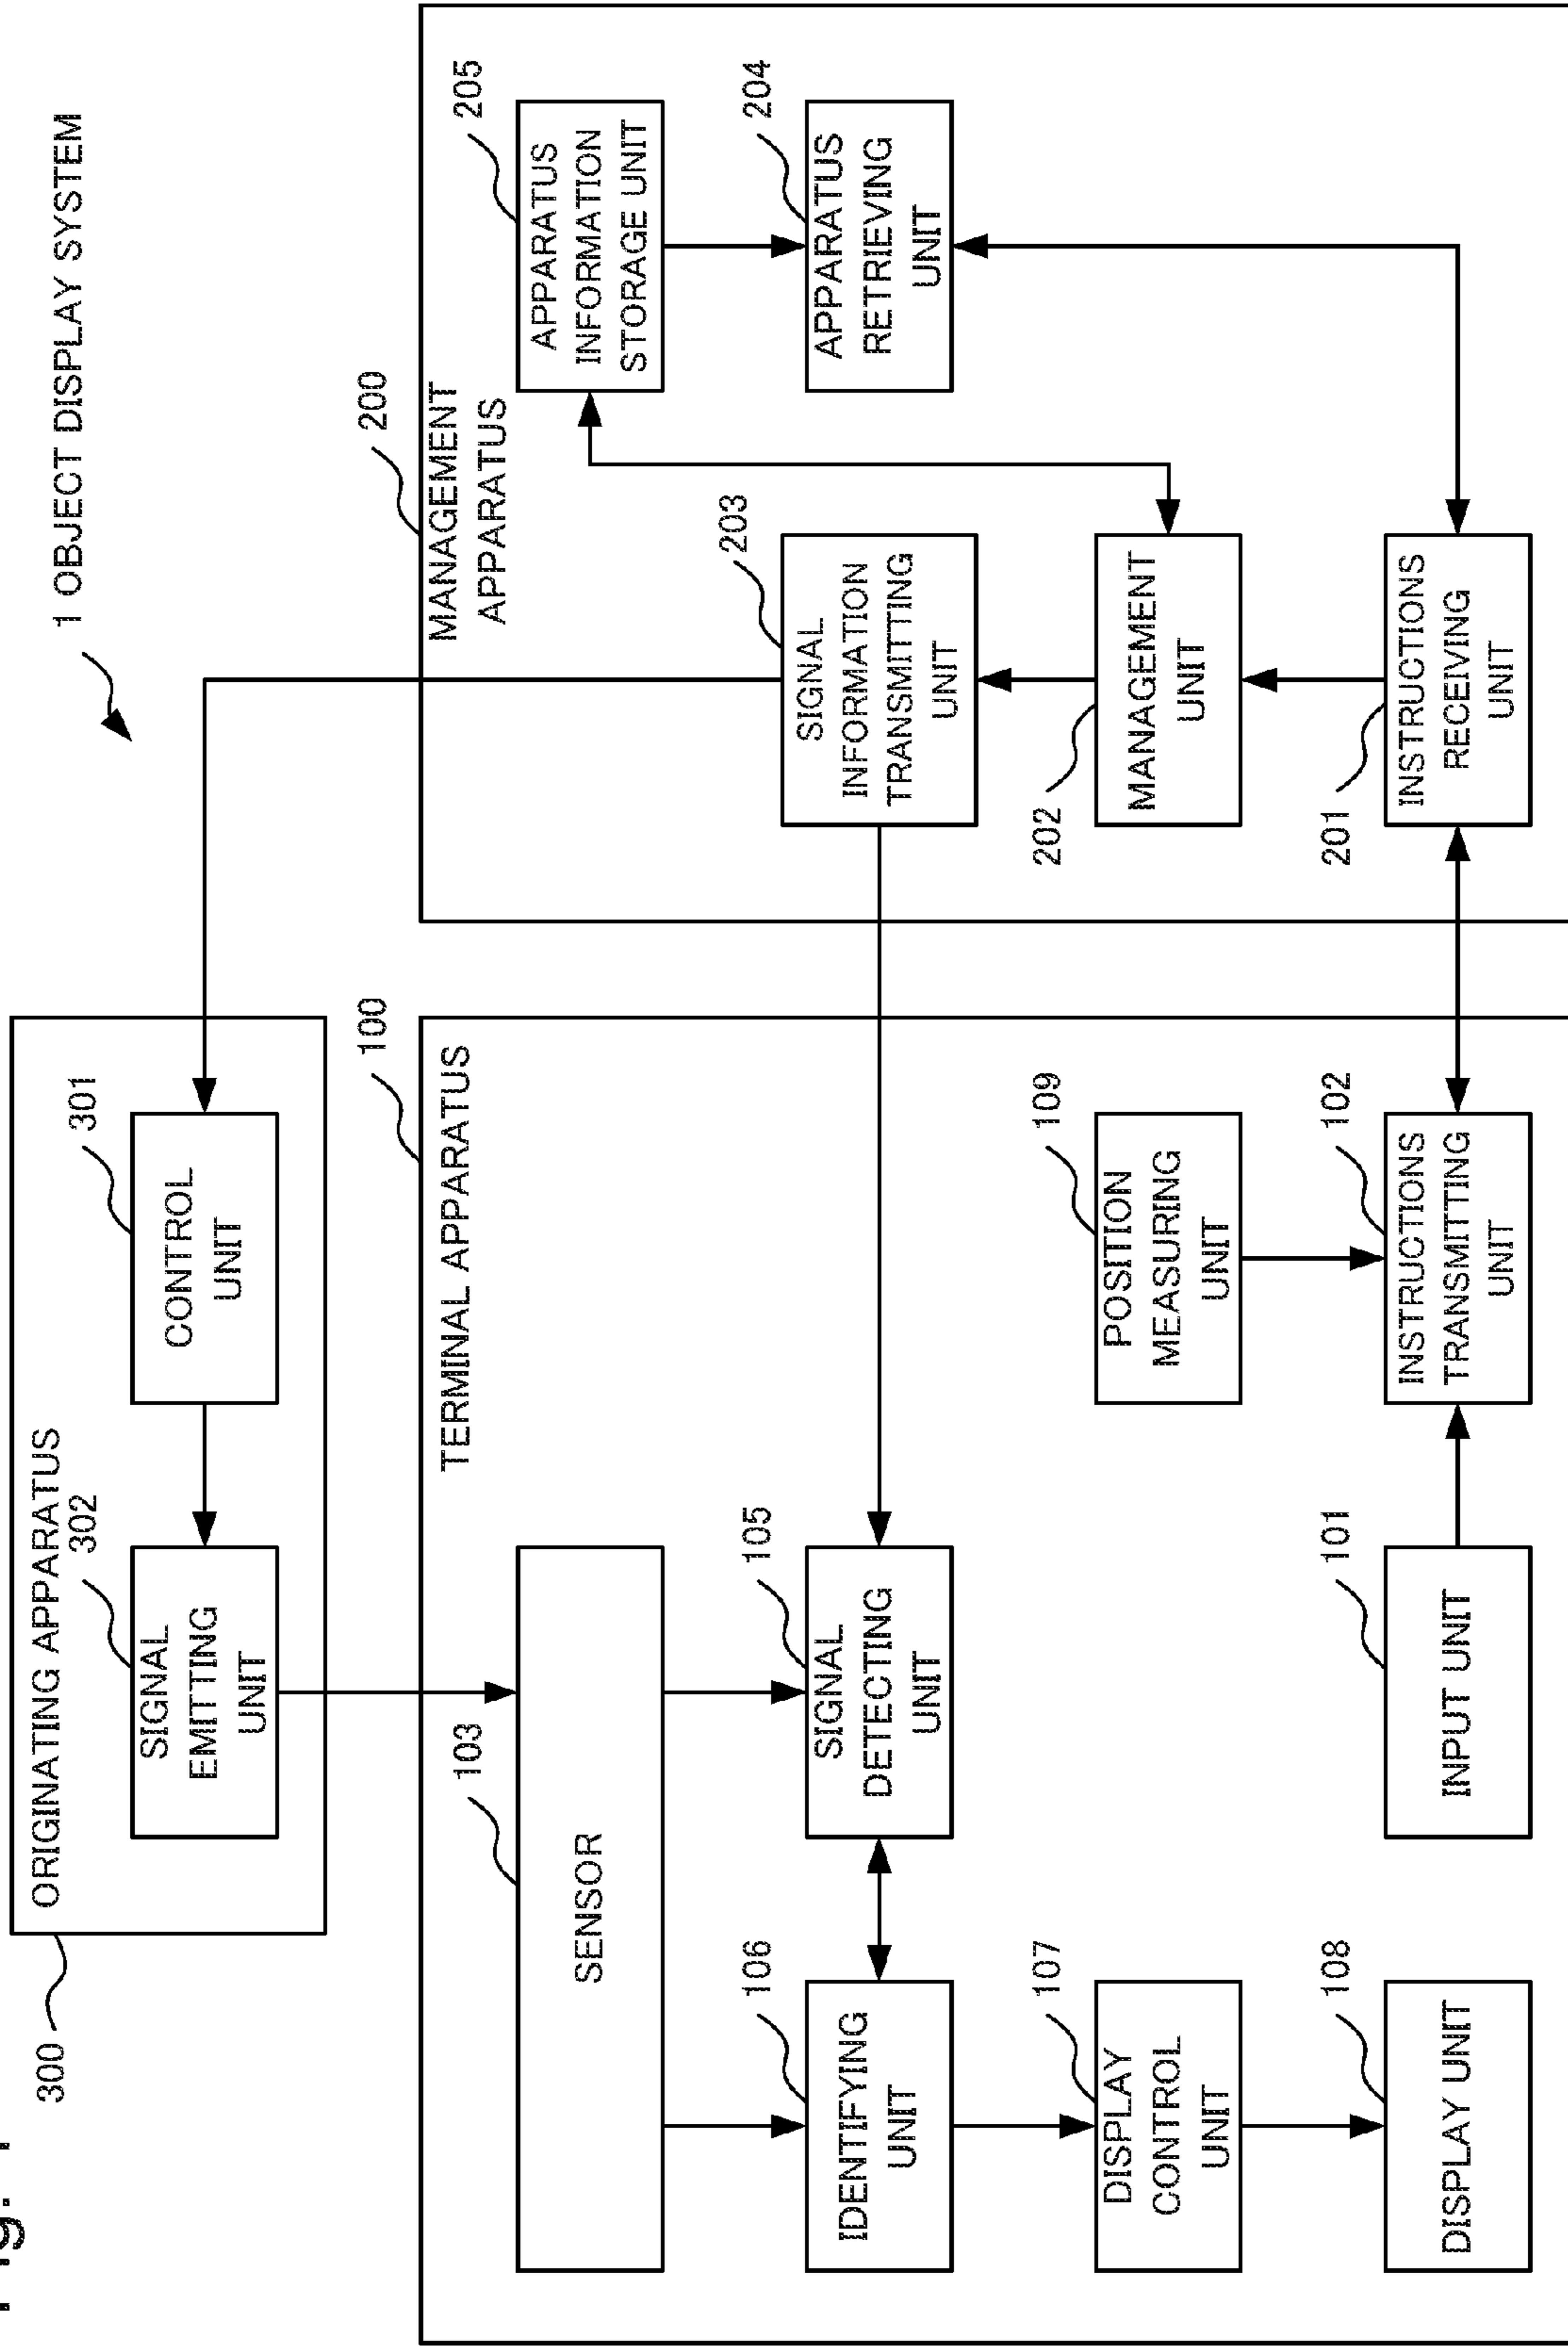 Fig. 1
1 OBJECT DISPLAY SYSTEM
300
ORIGINATING APPARATUS
302
SIGNAL
EMITTING
UNIT
301
CONTROL
UNIT
100
TERMINAL APPARATUS
103
SENSOR
106
IDENTIFYING
UNIT
105
SIGNAL
DETECTING
UNIT
107
DISPLAY
CONTROL
UNIT
109
POSITION
MEASURING
UNIT
108
DISPLAY UNIT
101
INPUT UNIT
102
INSTRUCTIONS
TRANSMITTING
UNIT
200
MANAGEMENT
APPARATUS
205
APPARATUS
INFORMATION
STORAGE UNIT
203
SIGNAL
INFORMATION
TRANSMITTING
UNIT
204
APPARATUS
RETRIEVING
UNIT
202
MANAGEMENT
UNIT
201
INSTRUCTIONS
RECEIVING
UNIT